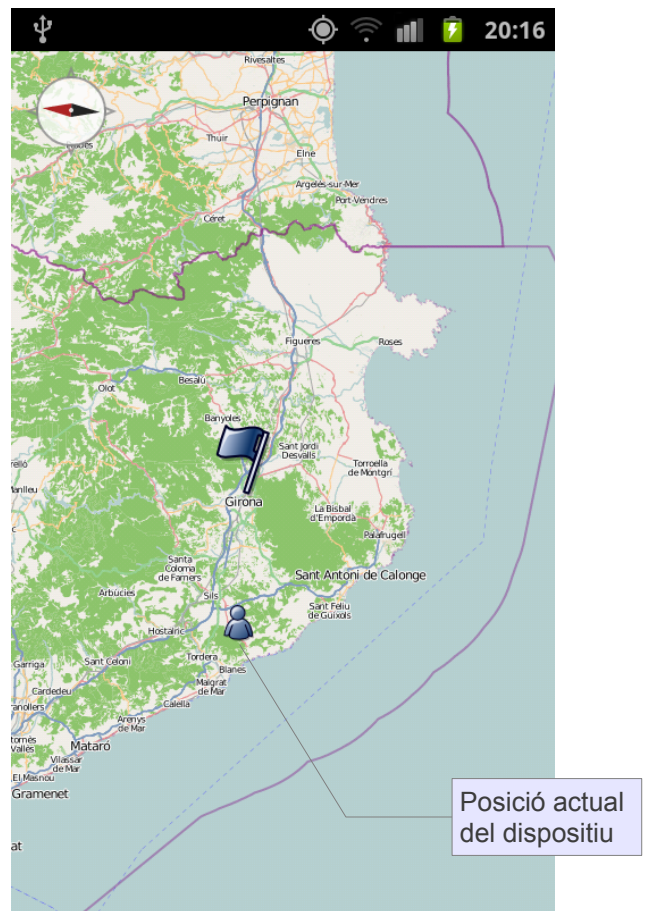 20:16
Rivesaltes
Perpignan
Thuir
Elne
Argelès-sur-Mer
Port-Vendres
Céret
Figueres
Roses
Besalú
Olot
Banyoles
Sant Jordi
Desvalls
Torroella
de Montgrí
Girona
La Bisbal
d'Empordà
Palafrugell
Santa
Coloma
de Farners
Sant Antoni de Calonge
Arbúcies
Sils
Sant Feliu
de Guíxols
Hostalric
Tordera
Sant Celoni
Garriga
Blanes
Malgrat
de Mar
Cardedeu
Calella
Arenys
de Mar
Mataró
Vallès
Vilassar
de Mar
El Masnou
Gramenet
at
Posició actual
del dispositiu